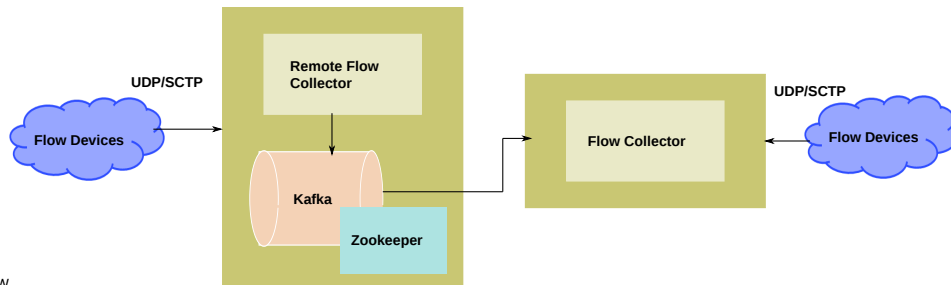 Remote Flow
Collector
UDP/SCTP
UDP/SCTP
Flow Devices
Flow Collector
Flow Devices
Kafka
Zookeeper